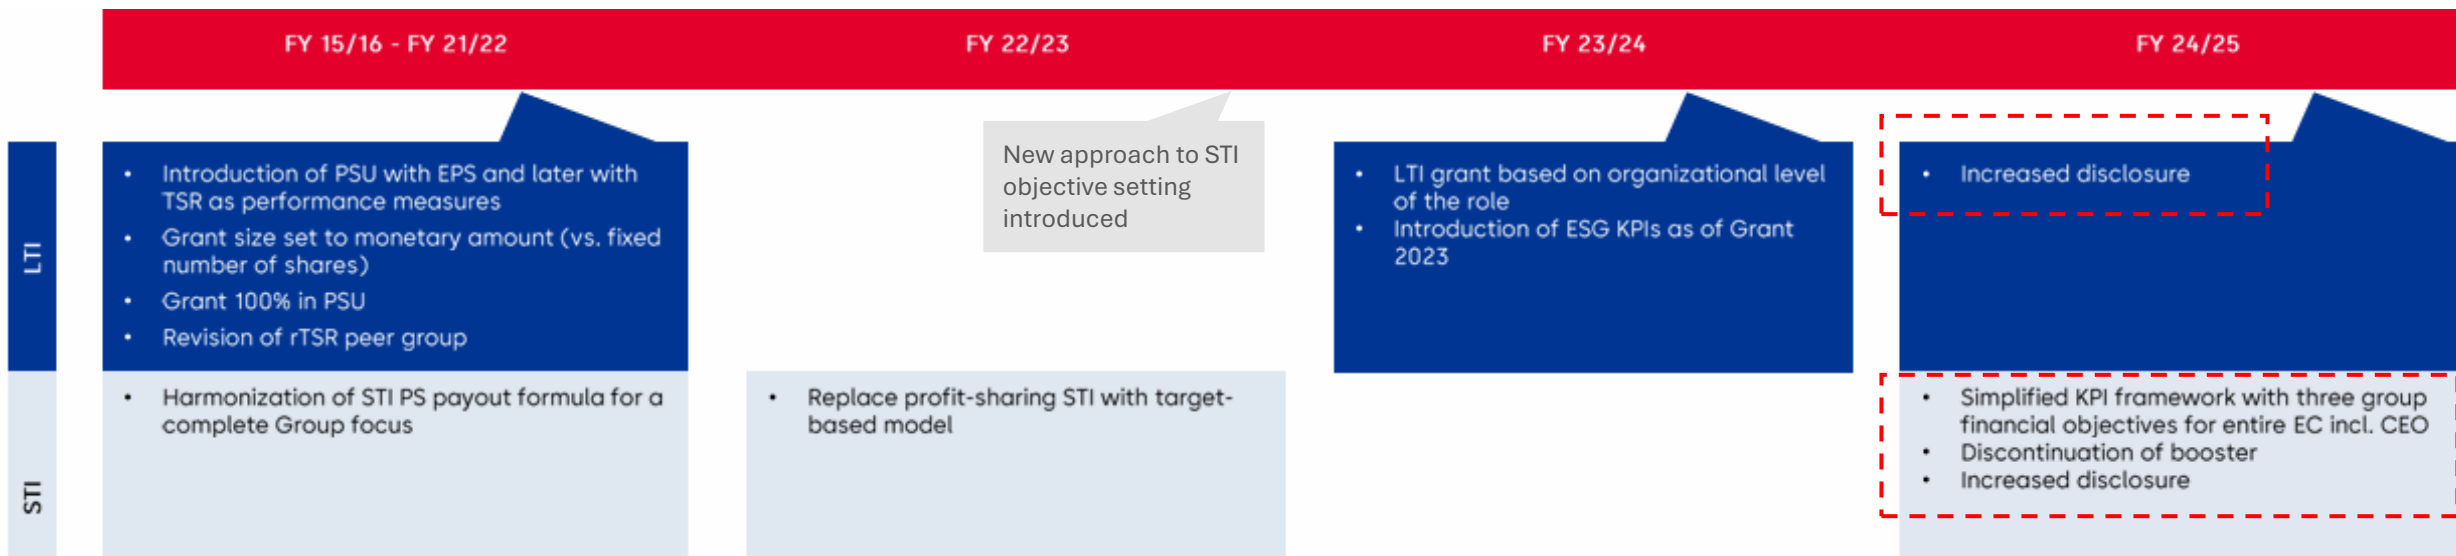 FY 15/16 - FY 21/22
FY 22/23
FY 23/24
FY 24/25
LTI
• Introduction of PSU with EPS and later with
TSR as performance measures
• Grant size set to monetary amount (vs. fixed
number of shares)
• Grant 100% in PSU
• Revision of rTSR peer group
New approach to STI
objective setting
introduced
• LTI grant based on organizational level
of the role
• Introduction of ESG KPIs as of Grant
2023
• Increased disclosure
STI
• Harmonization of STI PS payout formula for a
complete Group focus
• Replace profit-sharing STI with target-
based model
• Simplified KPI framework with three group
financial objectives for entire EC incl. CEO
• Discontinuation of booster
• Increased disclosure